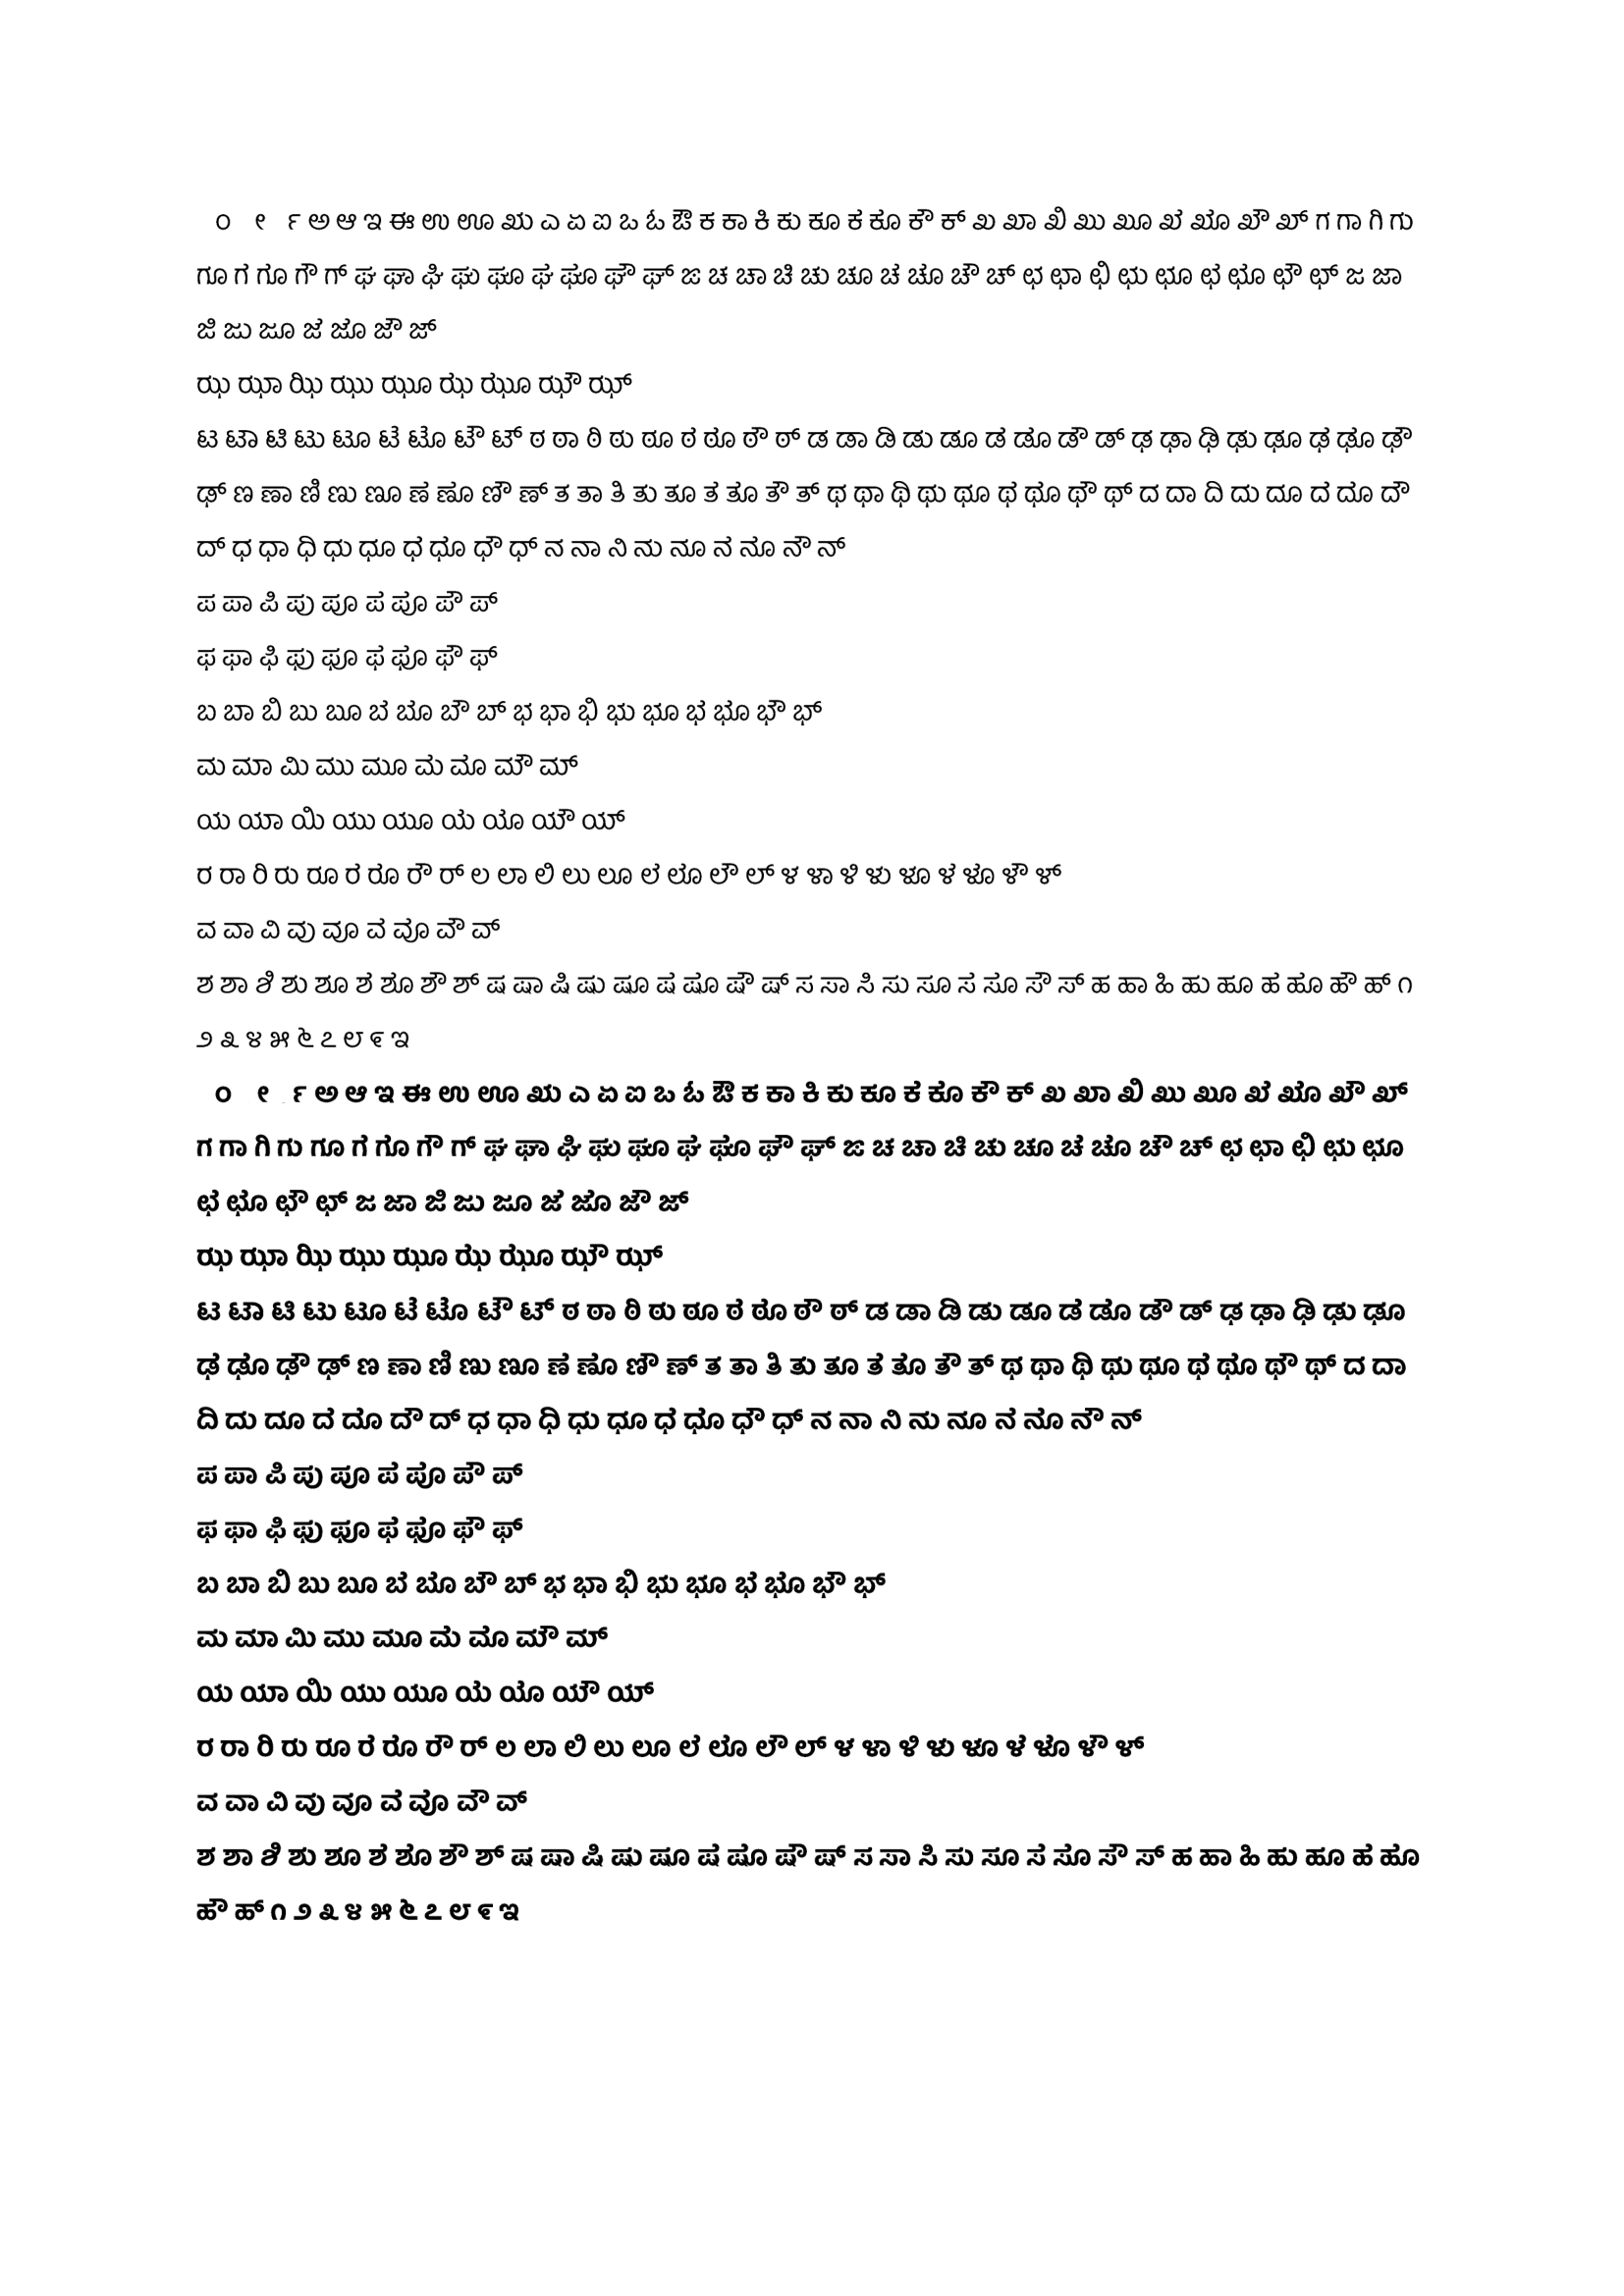 ೦ ಅ ಆ ಇ ಈ ಉ ಊ ಋ ಎ ಏ ಐ ಒ ಓ ಔ ಕ ಕಾ ಕಿ ಕು ಕೂ ಕೆ ಕೊ ಕೌ ಕ್ ಖ ಖಾ ಖಿ ಖು ಖೂ ಖೆ ಖೊ ಖೌ ಖ್ ಗ ಗಾ ಗಿ ಗು
ಗೂ ಗೆ ಗೊ ಗೌ ಗ್ ಘ ಘಾ ಘಿ ಘು ಘೂ ಘೆ ಘೊ ಘೌ ಘ್ ಙ ಚ ಚಾ ಚಿ ಚು ಚೂ ಚೆ ಚೊ ಚೌ ಚ್ ಛ ಛಾ ಛಿ ಛು ಛೂ ಛೆ ಛೊ ಛೌ ಛ್ ಜ ಜಾ
ಜಿ ಜು ಜೂ ಜೆ ಜೊ ಜೌ ಜ್
ಝ ಝಾ ಝಿ ಝು ಝೂ ಝೆ ಝೊ ಝೌ ಝ್
ಟ ಟಾ ಟಿ ಟು ಟೂ ಟೆ ಟೊ ಟೌ ಟ್ ಠ ಠಾ ಠಿ ಠು ಠೂ ಠೆ ಠೊ ಠೌ ಠ್ ಡ ಡಾ ಡಿ ಡು ಡೂ ಡೆ ಡೊ ಡೌ ಡ್ ಢ ಢಾ ಢಿ ಢು ಢೂ ಢೆ ಢೊ ಢೌ
ಢ್ ಣ ಣಾ ಣಿ ಣು ಣೂ ಣೆ ಣೊ ಣೌ ಣ್ ತ ತಾ ತಿ ತು ತೂ ತೆ ತೊ ತೌ ತ್ ಥ ಥಾ ಥಿ ಥು ಥೂ ಥೆ ಥೊ ಥೌ ಥ್ ದ ದಾ ದಿ ದು ದೂ ದೆ ದೊ ದೌ
ದ್ ಧ ಧಾ ಧಿ ಧು ಧೂ ಧೆ ಧೊ ಧೌ ಧ್ ನ ನಾ ನಿ ನು ನೂ ನೆ ನೊ ನೌ ನ್
ಪ ಪಾ ಪಿ ಪು ಪೂ ಪೆ ಪೊ ಪೌ ಪ್
ಫ ಫಾ ಫಿ ಫು ಫೂ ಫೆ ಫೊ ಫೌ ಫ್
ಬ ಬಾ ಬಿ ಬು ಬೂ ಬೆ ಬೊ ಬೌ ಬ್ ಭ ಭಾ ಭಿ ಭು ಭೂ ಭೆ ಭೊ ಭೌ ಭ್
ಮ ಮಾ ಮಿ ಮು ಮೂ ಮೆ ಮೊ ಮೌ ಮ್
ಯ ಯಾ ಯಿ ಯು ಯೂ ಯೆ ಯೊ ಯೌ ಯ್
ರ ರಾ ರಿ ರು ರೂ ರೆ ರೊ ರೌ ರ್ ಲ ಲಾ ಲಿ ಲು ಲೂ ಲೆ ಲೊ ಲೌ ಲ್ ಳ ಳಾ ಳಿ ಳು ಳೂ ಳೆ ಳೊ ಳೌ ಳ್
ವ ವಾ ವಿ ವು ವೂ ವೆ ವೊ ವೌ ವ್
ಶ ಶಾ ಶಿ ಶು ಶೂ ಶೆ ಶೊ ಶೌ ಶ್ ಷ ಷಾ ಷಿ ಷು ಷೂ ಷೆ ಷೊ ಷೌ ಷ್ ಸ ಸಾ ಸಿ ಸು ಸೂ ಸೆ ಸೊ ಸೌ ಸ್ ಹ ಹಾ ಹಿ ಹು ಹೂ ಹೆ ಹೊ ಹೌ ಹ್ ೧
೨ ೩ ೪ ೫ ೬ ೭ ೮ ೯ ಇ
೦ ಅ ಆ ಇ ಈ ಉ ಊ ಋ ಎ ಏ ಐ ಒ ಓ ಔ ಕ ಕಾ ಕಿ ಕು ಕೂ ಕೆ ಕೊ ಕೌ ಕ್ ಖ ಖಾ ಖಿ ಖು ಖೂ ಖೆ ಖೊ ಖೌ ಖ್
ಗ ಗಾ ಗಿ ಗು ಗೂ ಗೆ ಗೊ ಗೌ ಗ್ ಘ ಘಾ ಘಿ ಘು ಘೂ ಘೆ ಘೊ ಘೌ ಘ್ ಙ ಚ ಚಾ ಚಿ ಚು ಚೂ ಚೆ ಚೊ ಚೌ ಚ್ ಛ ಛಾ ಛಿ ಛು ಛೂ
ಛೆ ಛೊ ಛೌ ಛ್ ಜ ಜಾ ಜಿ ಜು ಜೂ ಜೆ ಜೊ ಜೌ ಜ್
ಝ ಝಾ ಝಿ ಝು ಝೂ ಝೆ ಝೊ ಝೌ ಝ್
ಟ ಟಾ ಟಿ ಟು ಟೂ ಟೆ ಟೊ ಟೌ ಟ್ ಠ ಠಾ ಠಿ ಠು ಠೂ ಠೆ ಠೊ ಠೌ ಠ್ ಡ ಡಾ ಡಿ ಡು ಡೂ ಡೆ ಡೊ ಡೌ ಡ್ ಢ ಢಾ ಢಿ ಢು ಢೂ
ಢೆ ಢೊ ಢೌ ಢ್ ಣ ಣಾ ಣಿ ಣು ಣೂ ಣೆ ಣೊ ಣೌ ಣ್ ತ ತಾ ತಿ ತು ತೂ ತೆ ತೊ ತೌ ತ್ ಥ ಥಾ ಥಿ ಥು ಥೂ ಥೆ ಥೊ ಥೌ ಥ್ ದ ದಾ
ದಿ ದು ದೂ ದೆ ದೊ ದೌ ದ್ ಧ ಧಾ ಧಿ ಧು ಧೂ ಧೆ ಧೊ ಧೌ ಧ್ ನ ನಾ ನಿ ನು ನೂ ನೆ ನೊ ನೌ ನ್
ಪ ಪಾ ಪಿ ಪು ಪೂ ಪೆ ಪೊ ಪೌ ಪ್
ಫ ಫಾ ಫಿ ಫು ಫೂ ಫೆ ಫೊ ಫೌ ಫ್
ಬ ಬಾ ಬಿ ಬು ಬೂ ಬೆ ಬೊ ಬೌ ಬ್ ಭ ಭಾ ಭಿ ಭು ಭೂ ಭೆ ಭೊ ಭೌ ಭ್
ಮ ಮಾ ಮಿ ಮು ಮೂ ಮೆ ಮೊ ಮೌ ಮ್
ಯ ಯಾ ಯಿ ಯು ಯೂ ಯೆ ಯೊ ಯೌ ಯ್
ರ ರಾ ರಿ ರು ರೂ ರೆ ರೊ ರೌ ರ್ ಲ ಲಾ ಲಿ ಲು ಲೂ ಲೆ ಲೊ ಲೌ ಲ್ ಳ ಳಾ ಳಿ ಳು ಳೂ ಳೆ ಳೊ ಳೌ ಳ್
ವ ವಾ ವಿ ವು ವೂ ವೆ ವೊ ವೌ ವ್
ಶ ಶಾ ಶಿ ಶು ಶೂ ಶೆ ಶೊ ಶೌ ಶ್ ಷ ಷಾ ಷಿ ಷು ಷೂ ಷೆ ಷೊ ಷೌ ಷ್ ಸ ಸಾ ಸಿ ಸು ಸೂ ಸೆ ಸೊ ಸೌ ಸ್ ಹ ಹಾ ಹಿ ಹು ಹೂ ಹೆ ಹೊ
ಹೌ ಹ್ ೧ ೨ ೩ ೪ ೫ ೬ ೭ ೮ ೯ ಇ